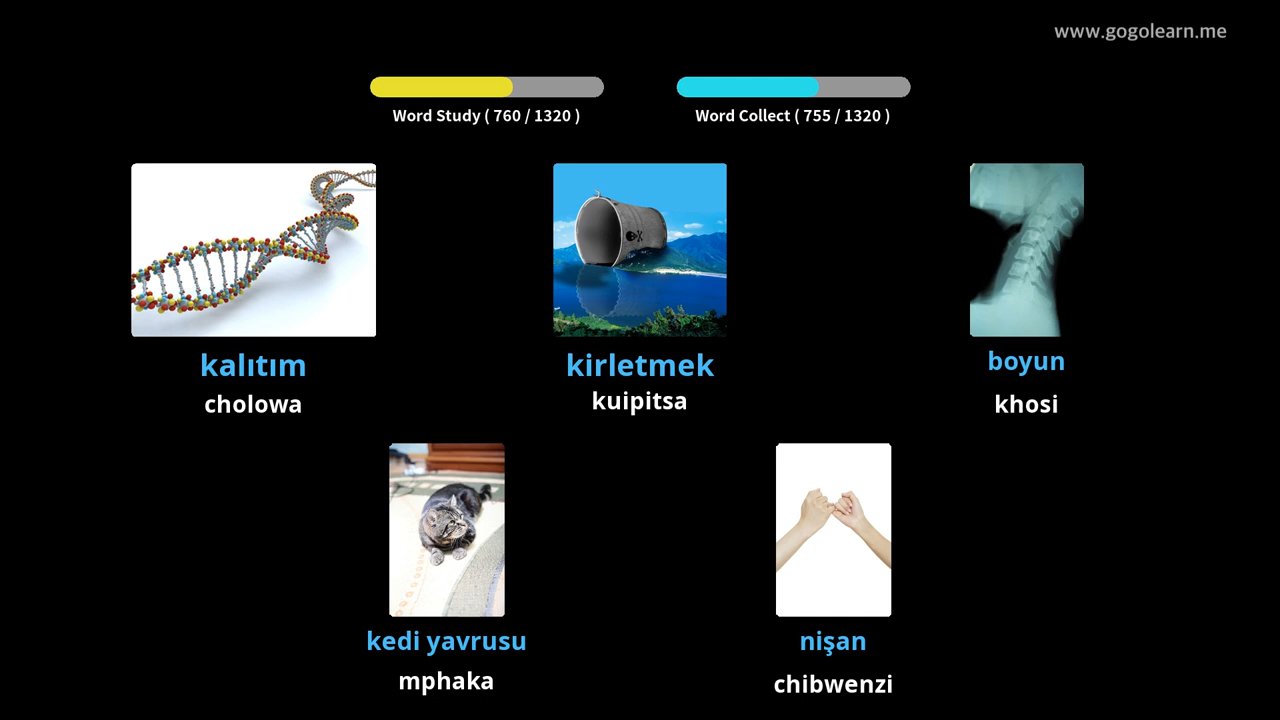 www.gogolearn.me
Word Study ( 760 / 1320 )
Word Collect ( 755 / 1320 )
kalıtım
cholowa
kirletmek
kuipitsa
boyun
khosi
kedi yavrusu
mphaka
nişan
chibwenzi